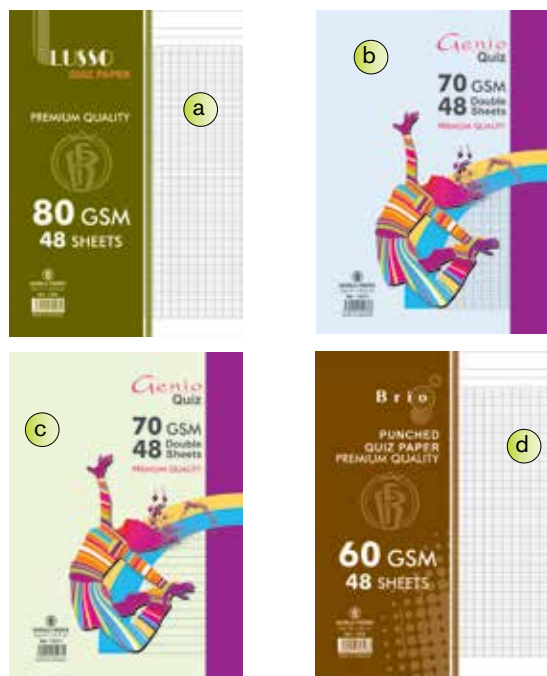 LUSSO
QUIZ PAPER
PREMIUM QUALITY
80 GSM
48 SHEETS
a
b
Genio
Quiz
70 GSM
48 Double
Sheets
PREMIUM QUALITY
c
Genio
Quiz
70 GSM
48 Double
Sheets
PREMIUM QUALITY
d
Brio
PUNCHED
QUIZ PAPER
PREMIUM QUALITY
60 GSM
48 SHEETS